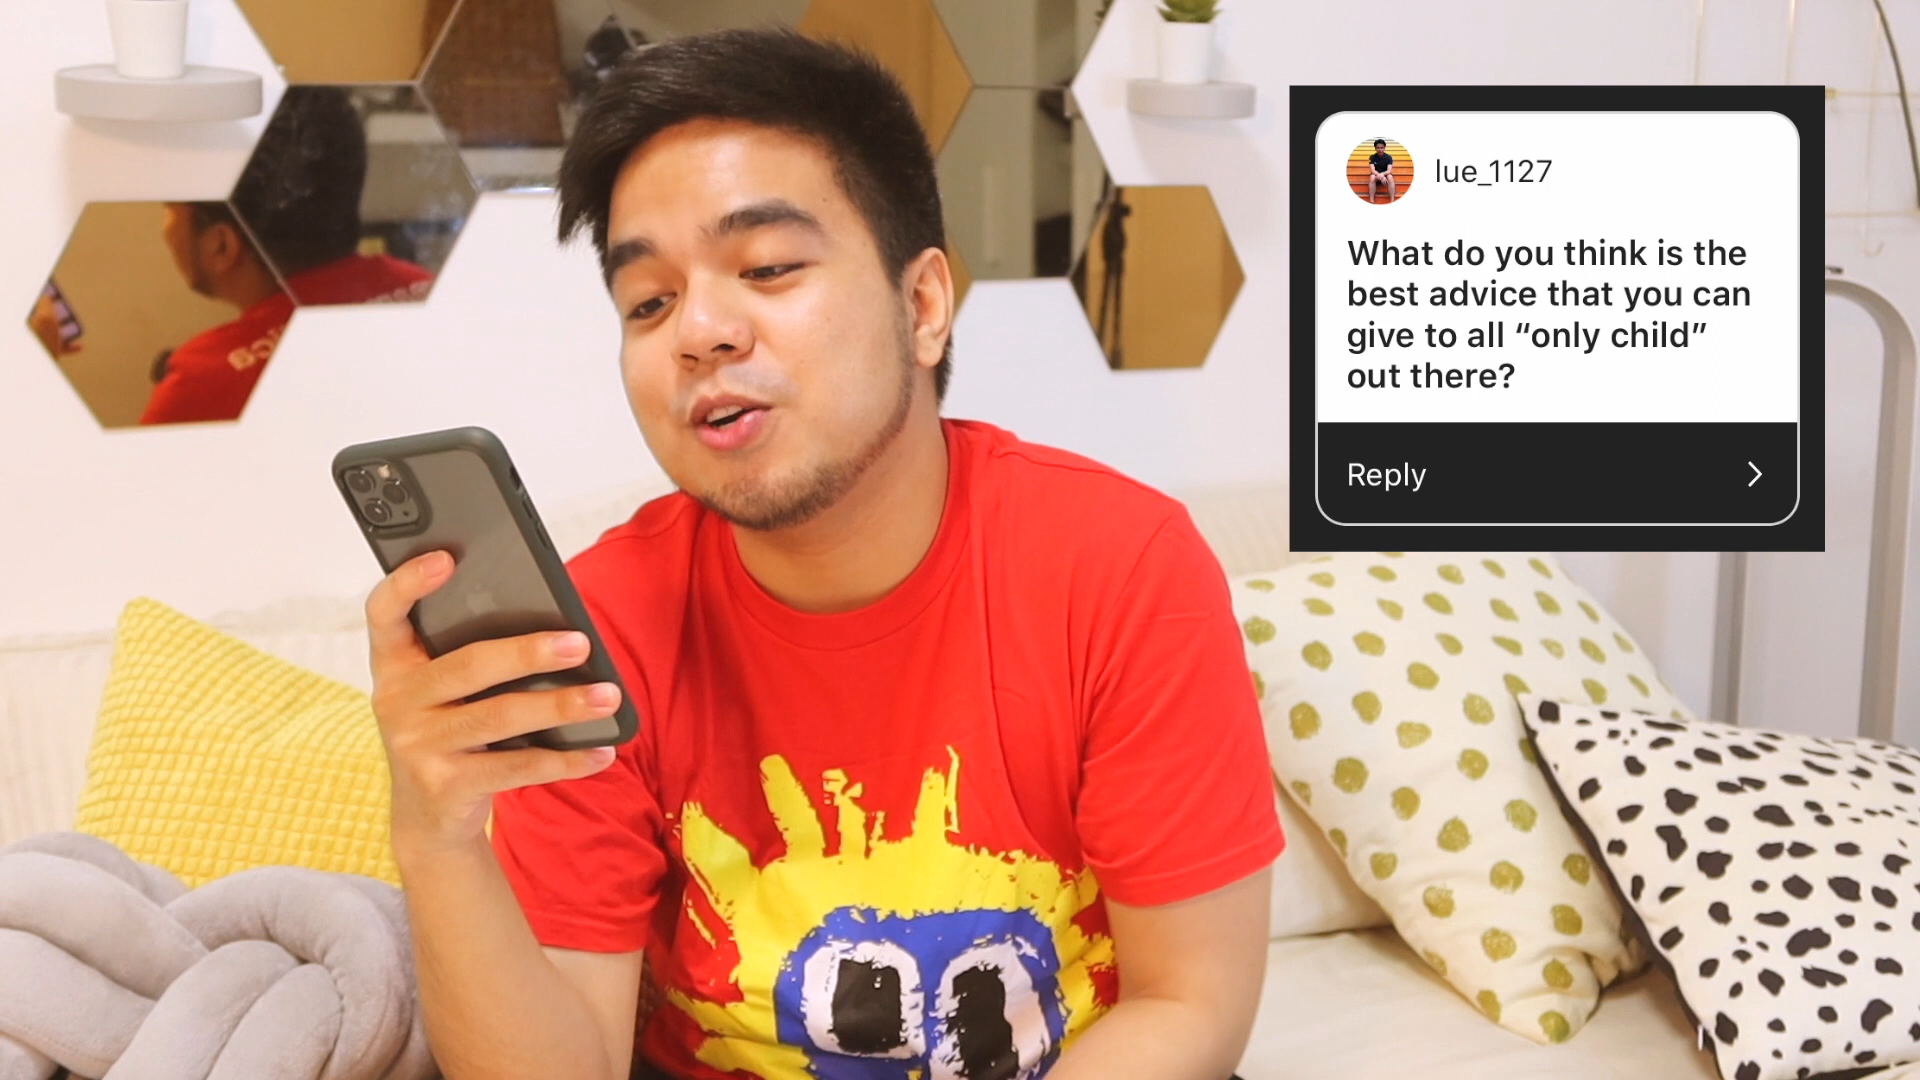 lue_1127
What do you think is the
best advice that you can
give to all “only child”
out there?
Reply